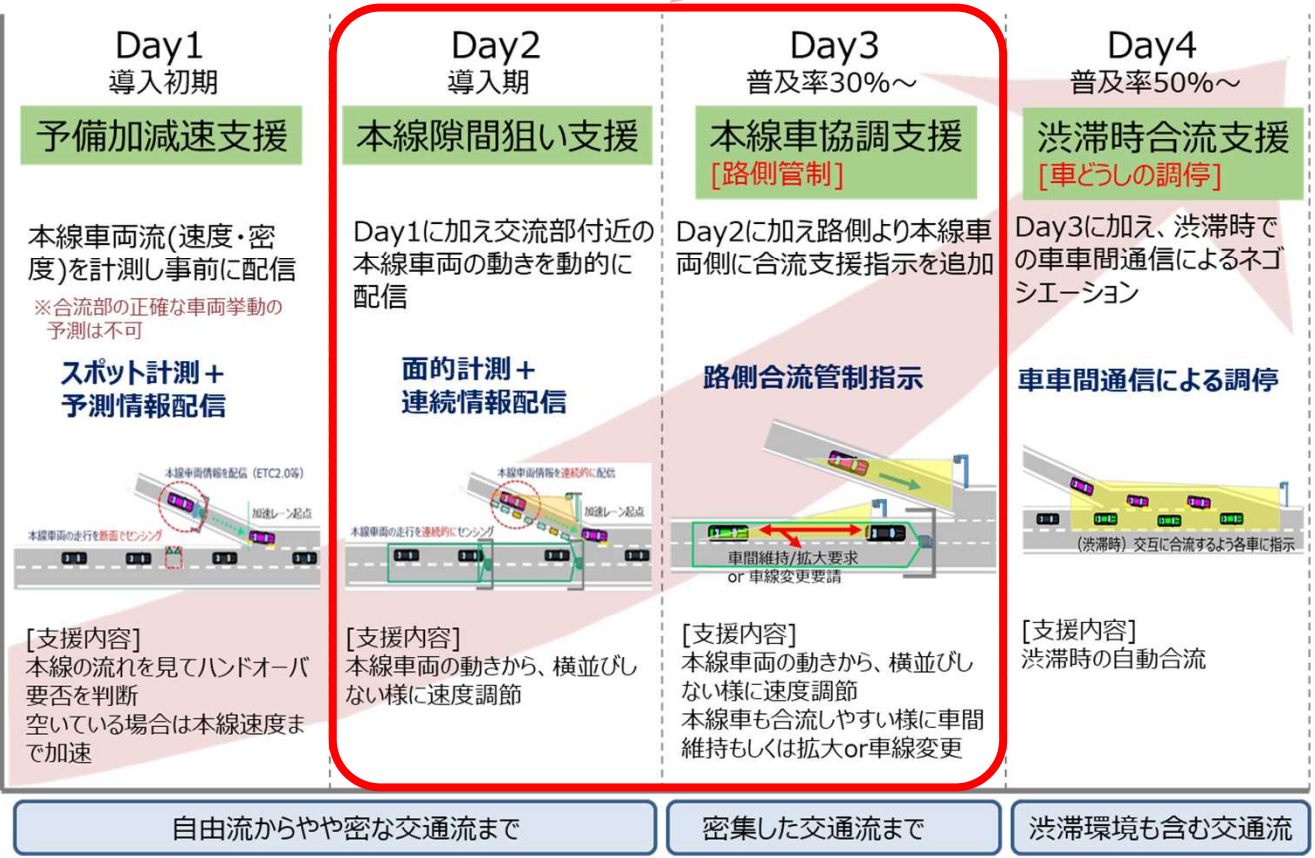 Day1
導入初期
予備加減速支援
本線車両流(速度・密
度)を計測し事前に配信
※合流部の正確な車両挙動の
予測は不可
スポット計測＋
予測情報配信
本線車両情報を配信（ETC2.0等）
加速レーン起点
本線車両の走行を断面でセンシング
[支援内容]
本線の流れを見てハンドオーバ
要否を判断
空いている場合は本線速度ま
で加速
Day2
導入期
本線隙間狙い支援
Day1に加え交流部付近の
本線車両の動きを動的に
配信
面的計測＋
連続情報配信
本線車両情報を連続的に配信
加速レーン起点
本線車両の走行を連続的にセンシング
[支援内容]
本線車両の動きから、横並びし
ない様に速度調節
Day3
普及率30%～
本線車協調支援
[路側管制]
Day2に加え路側より本線車
両側に合流支援指示を追加
路側合流管制指示
車間維持/拡大要求
or 車線変更要請
[支援内容]
本線車両の動きから、横並びし
ない様に速度調節
本線車も合流しやすい様に車間
維持もしくは拡大or車線変更
Day4
普及率50%～
渋滞時合流支援
[車どうしの調停]
Day3に加え、渋滞時で
の車車間通信によるネゴ
シエーション
車車間通信による調停
（渋滞時）交互に合流するよう各車に指示
[支援内容]
渋滞時の自動合流
自由流からやや密な交通流まで
密集した交通流まで
渋滞環境も含む交通流